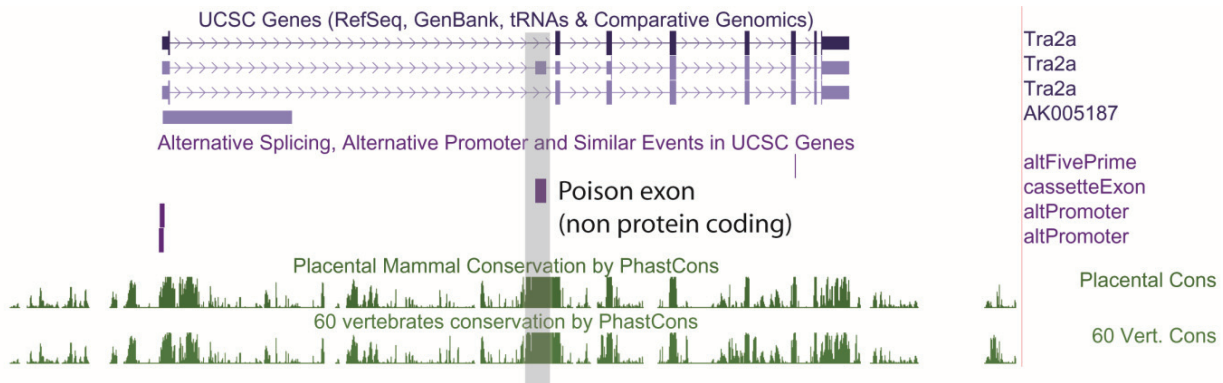 UCSC Genes (RefSeq, GenBank, tRNAs & Comparative Genomics)
Tra2a
Tra2a
Tra2a
AK005187
Alternative Splicing, Alternative Promoter and Similar Events in UCSC Genes
altFivePrime
cassetteExon
Poison exon
(non protein coding)
altPromoter
altPromoter
Placental Mammal Conservation by PhastCons
Placental Cons
60 vertebrates conservation by PhastCons
60 Vert. Cons